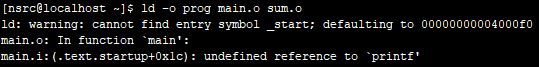 [nsrc@localhost ~]$ ld -o prog main.o sum.o
ld: warning: cannot find entry symbol _start; defaulting to 00000000004000f0
main.o: In function `main':
main.i:(.text.startup+0x1c): undefined reference to `printf'